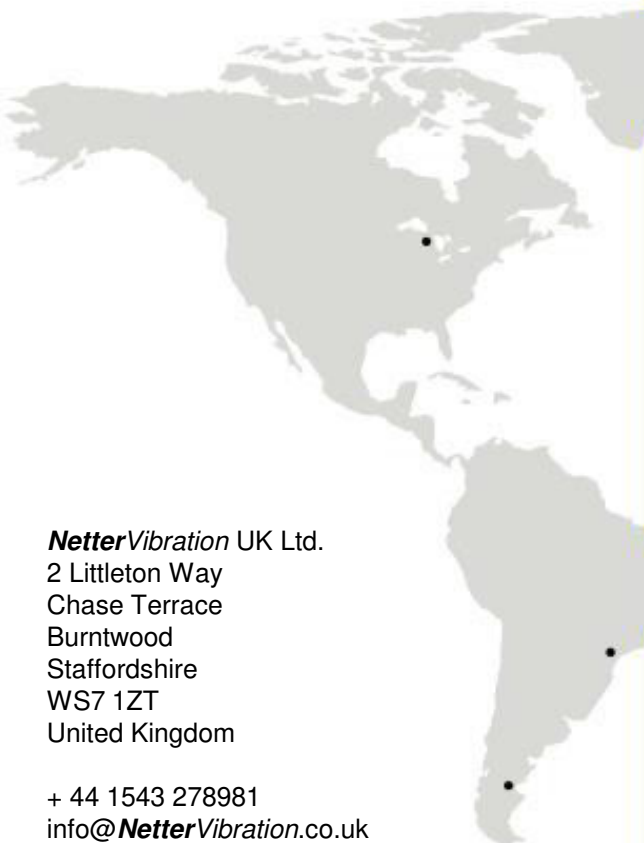 NetterVibration UK Ltd.
2 Littleton Way
Chase Terrace
Burntwood
Staffordshire
WS7 1ZT
United Kingdom
+ 44 1543 278981
info@NetterVibration.co.uk